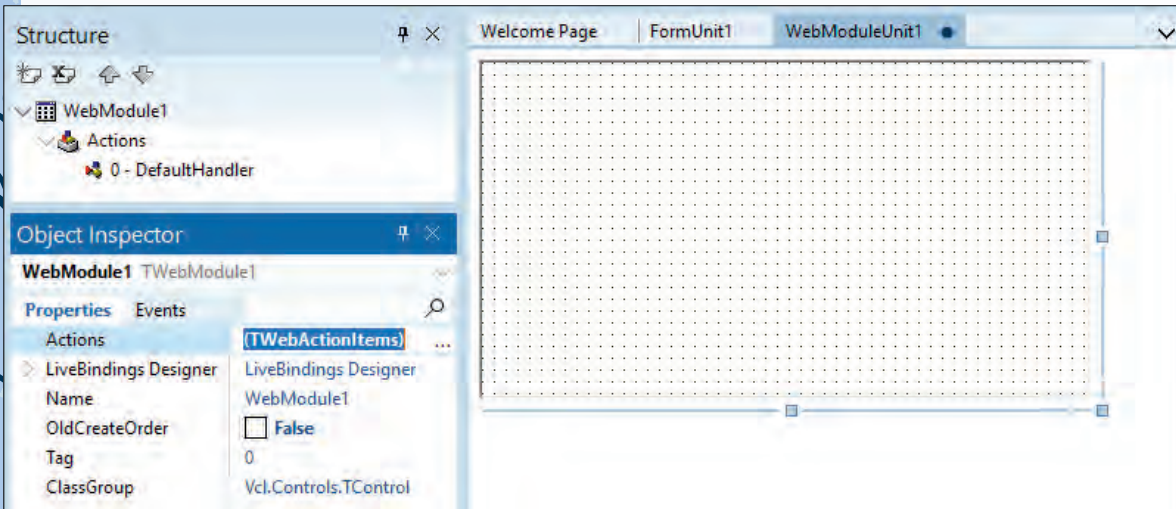 Structure
WebModule1
Actions
0 - DefaultHandler
Object Inspector
WebModule1 TWebModule1
Properties Events
Actions (TWebActionItems) ...
LiveBindings Designer LiveBindings Designer
Name WebModule1
OldCreateOrder False
Tag 0
ClassGroup Vcl.Controls.TControl
Welcome Page FormUnit1 WebModuleUnit1